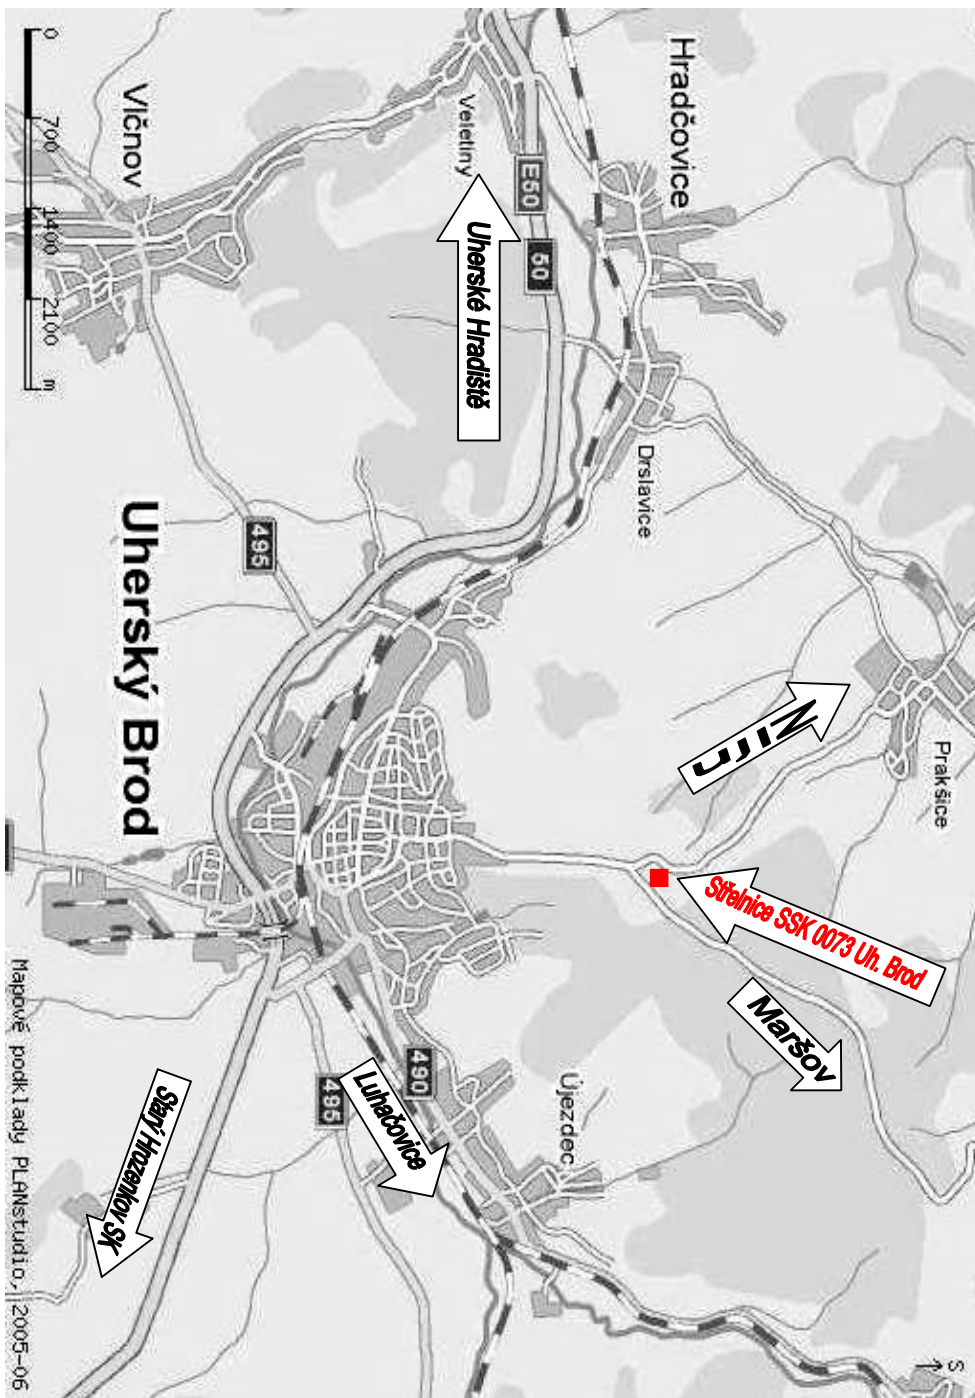 Hradčovice
Veletiny
Vlčnov
E50
50
Uherské Hradiště
Drslavice
495
Uherský Brod
Nivn
Prakšice
Střelnice SSK 0073 Uh. Brod
Maršov
Újezdec
490
495
Luhačovice
Starý Hrozenkov SK
0
700
1400
2100
m
Mapové podklady PLANstudio, 2005-06
S